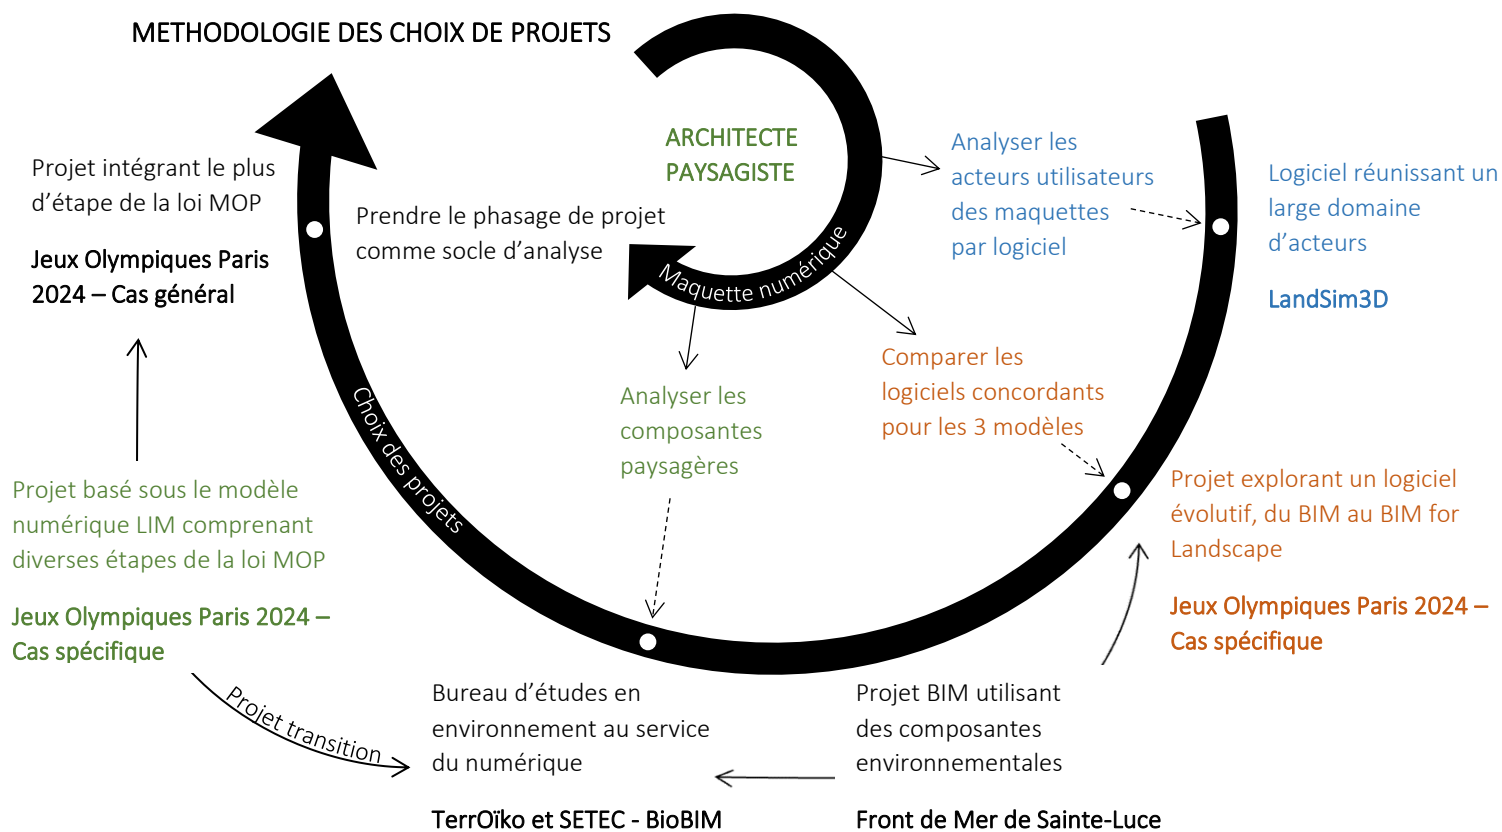 METHODOLOGIE DES CHOIX DE PROJETS
ARCHITECTE
PAYSAGISTE
Maquette numérique
Prendre le phasage de projet
comme socle d’analyse
Analyser les
acteurs utilisateurs
des maquettes
par logiciel
Logiciel réunissant un
large domaine
d’acteurs
LandSim3D
Comparer les
logiciels concordants
pour les 3 modèles
Projet explorant un logiciel
évolutif, du BIM au BIM for
Landscape
Jeux Olympiques Paris 2024 –
Cas spécifique
Analyser les
composantes
paysagères
Choix des projets
Projet intégrant le plus
d’étape de la loi MOP
Jeux Olympiques Paris
2024 – Cas général
Projet basé sous le modèle
numérique LIM comprenant
diverses étapes de la loi MOP
Jeux Olympiques Paris 2024 –
Cas spécifique
Projet transition
Bureau d’études en
environnement au service
du numérique
TerrOïko et SETEC - BioBIM
Projet BIM utilisant
des composantes
environnementales
Front de Mer de Sainte-Luce